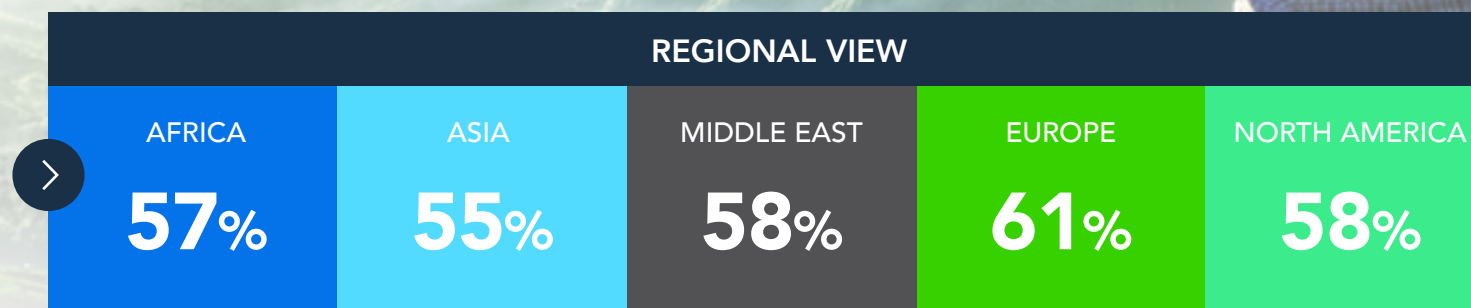 REGIONAL VIEW
AFRICA ASIA MIDDLE EAST EUROPE NORTH AMERICA
57% 55% 58% 61% 58%